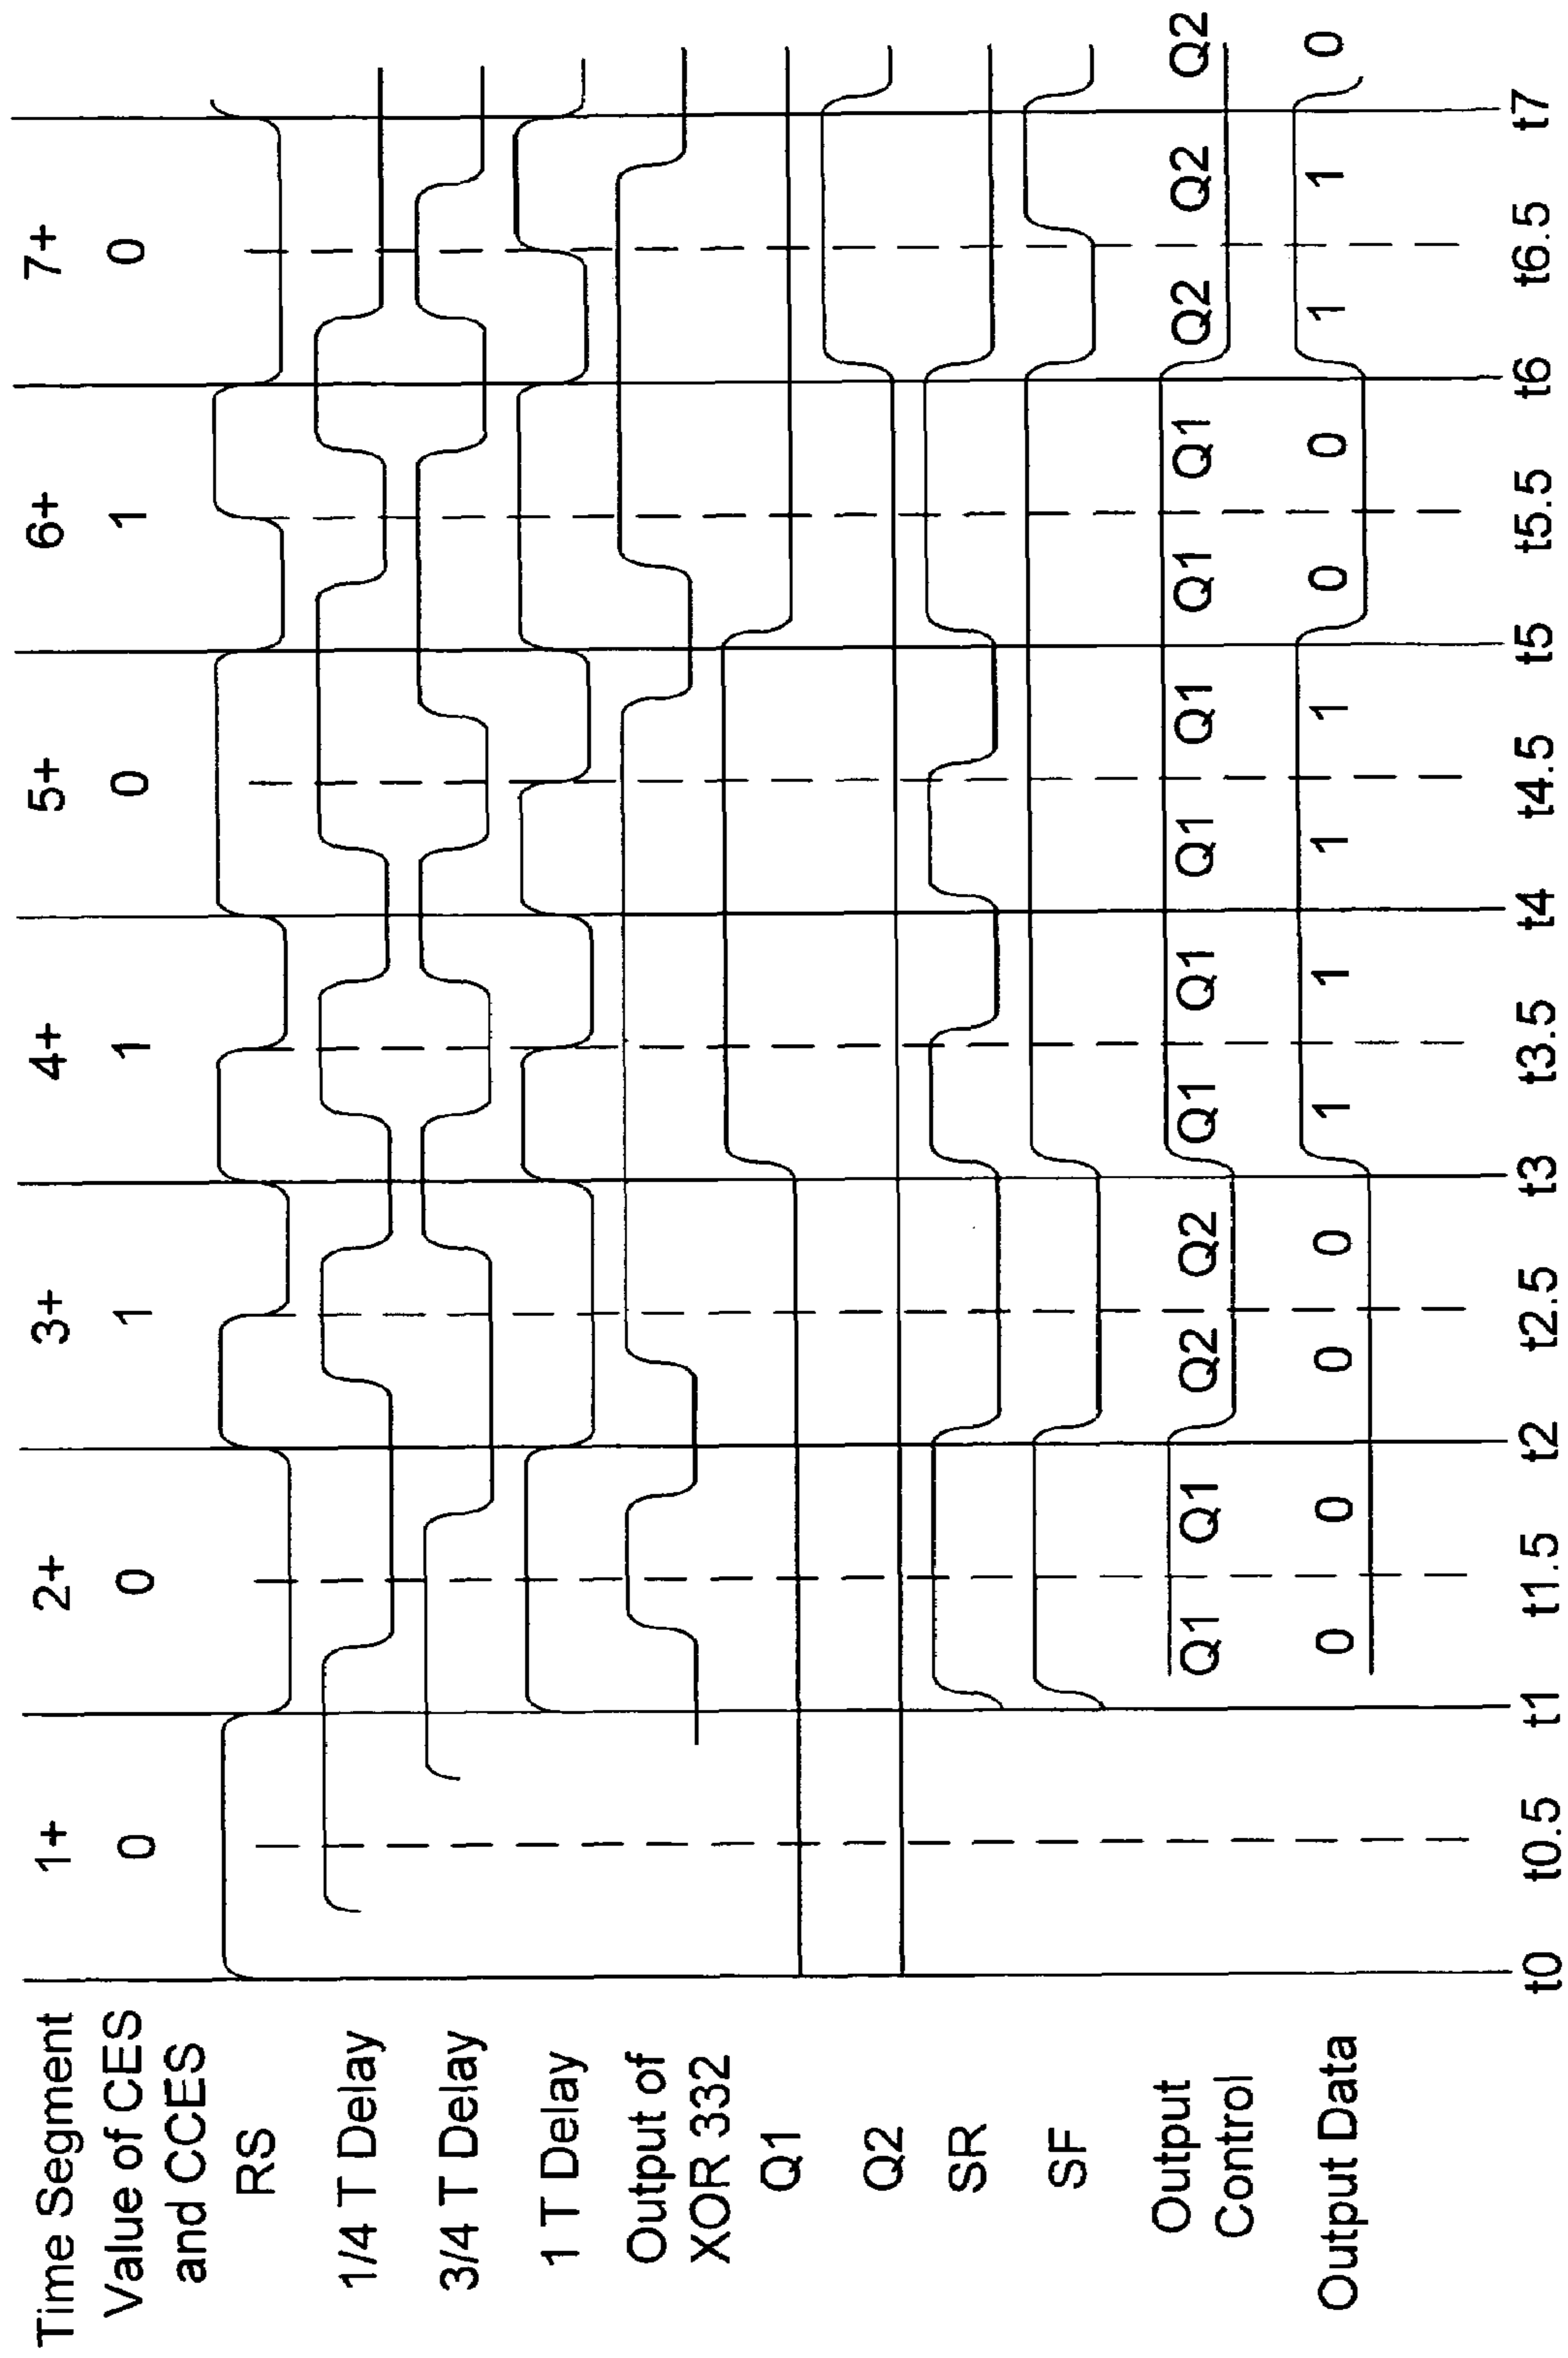 Time Segment 1+ 2+ 3+ 4+ 5+ 6+ 7+
Value of CES
and CCES
0 0 1 1 0 1 0
RS
1/4 T Delay
3/4 T Delay
1 T Delay
Output of
XOR 332
Q1
Q2
SR
SF
Output
Control
Q1 Q1 Q2 Q2 Q1 Q1 Q1 Q1 Q1 Q1 Q2 Q2 Q2
Output Data
0 0 0 0 1 1 1 1 0 0 1 1 0
t0 t0.5 t1 t1.5 t2 t2.5 t3 t3.5 t4 t4.5 t5 t5.5 t6 t6.5 t7